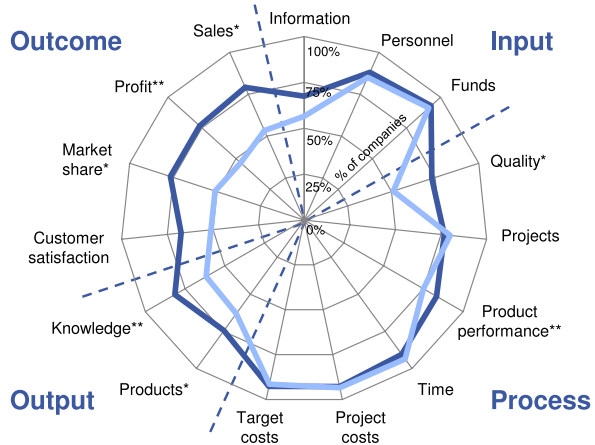 Information
Sales*
Outcome
Input
100%
Personnel
Profit**
75%
Funds
% of companies
50%
Market
share*
Quality*
25%
0%
Customer
satisfaction
Projects
Knowledge**
Product
performance**
Products*
Time
Output
Process
Target
costs
Project
costs